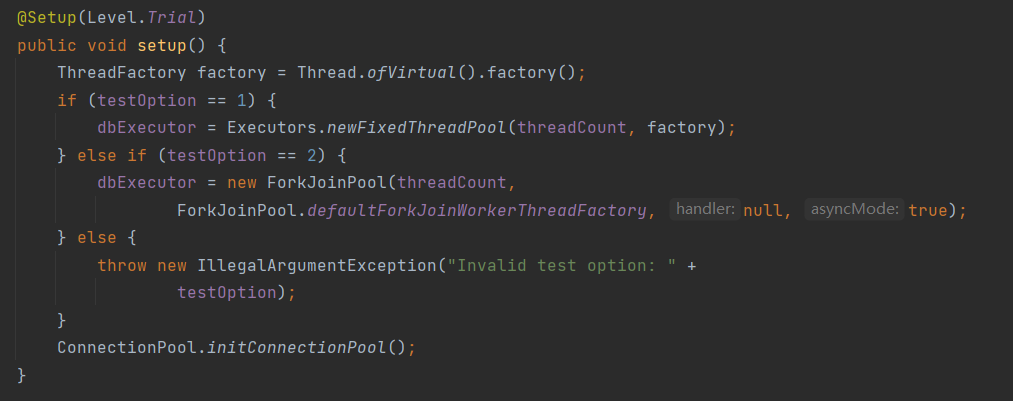 @Setup(Level.Trial)
public void setup() {
    ThreadFactory factory = Thread.ofVirtual().factory();
    if (testOption == 1) {
        dbExecutor = Executors.newFixedThreadPool(threadCount, factory);
    } else if (testOption == 2) {
        dbExecutor = new ForkJoinPool(threadCount,
                ForkJoinPool.defaultForkJoinWorkerThreadFactory, handler: null, asyncMode: true);
    } else {
        throw new IllegalArgumentException("Invalid test option: " +
                testOption);
    }
    ConnectionPool.initConnectionPool();
}